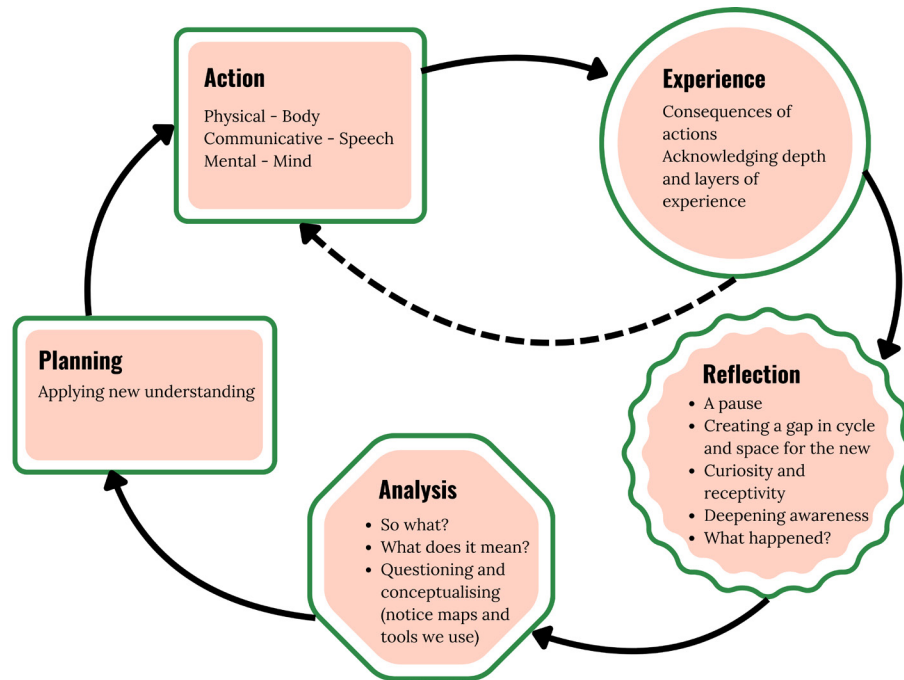 Action
Physical - Body
Communicative - Speech
Mental - Mind
Experience
Consequences of
actions
Acknowledging depth
and layers of
experience
Reflection
• A pause
• Creating a gap in cycle
and space for the new
• Curiosity and
receptivity
• Deepening awareness
• What happened?
Analysis
• So what?
• What does it mean?
• Questioning and
conceptualising
(notice maps and
tools we use)
Planning
Applying new understanding